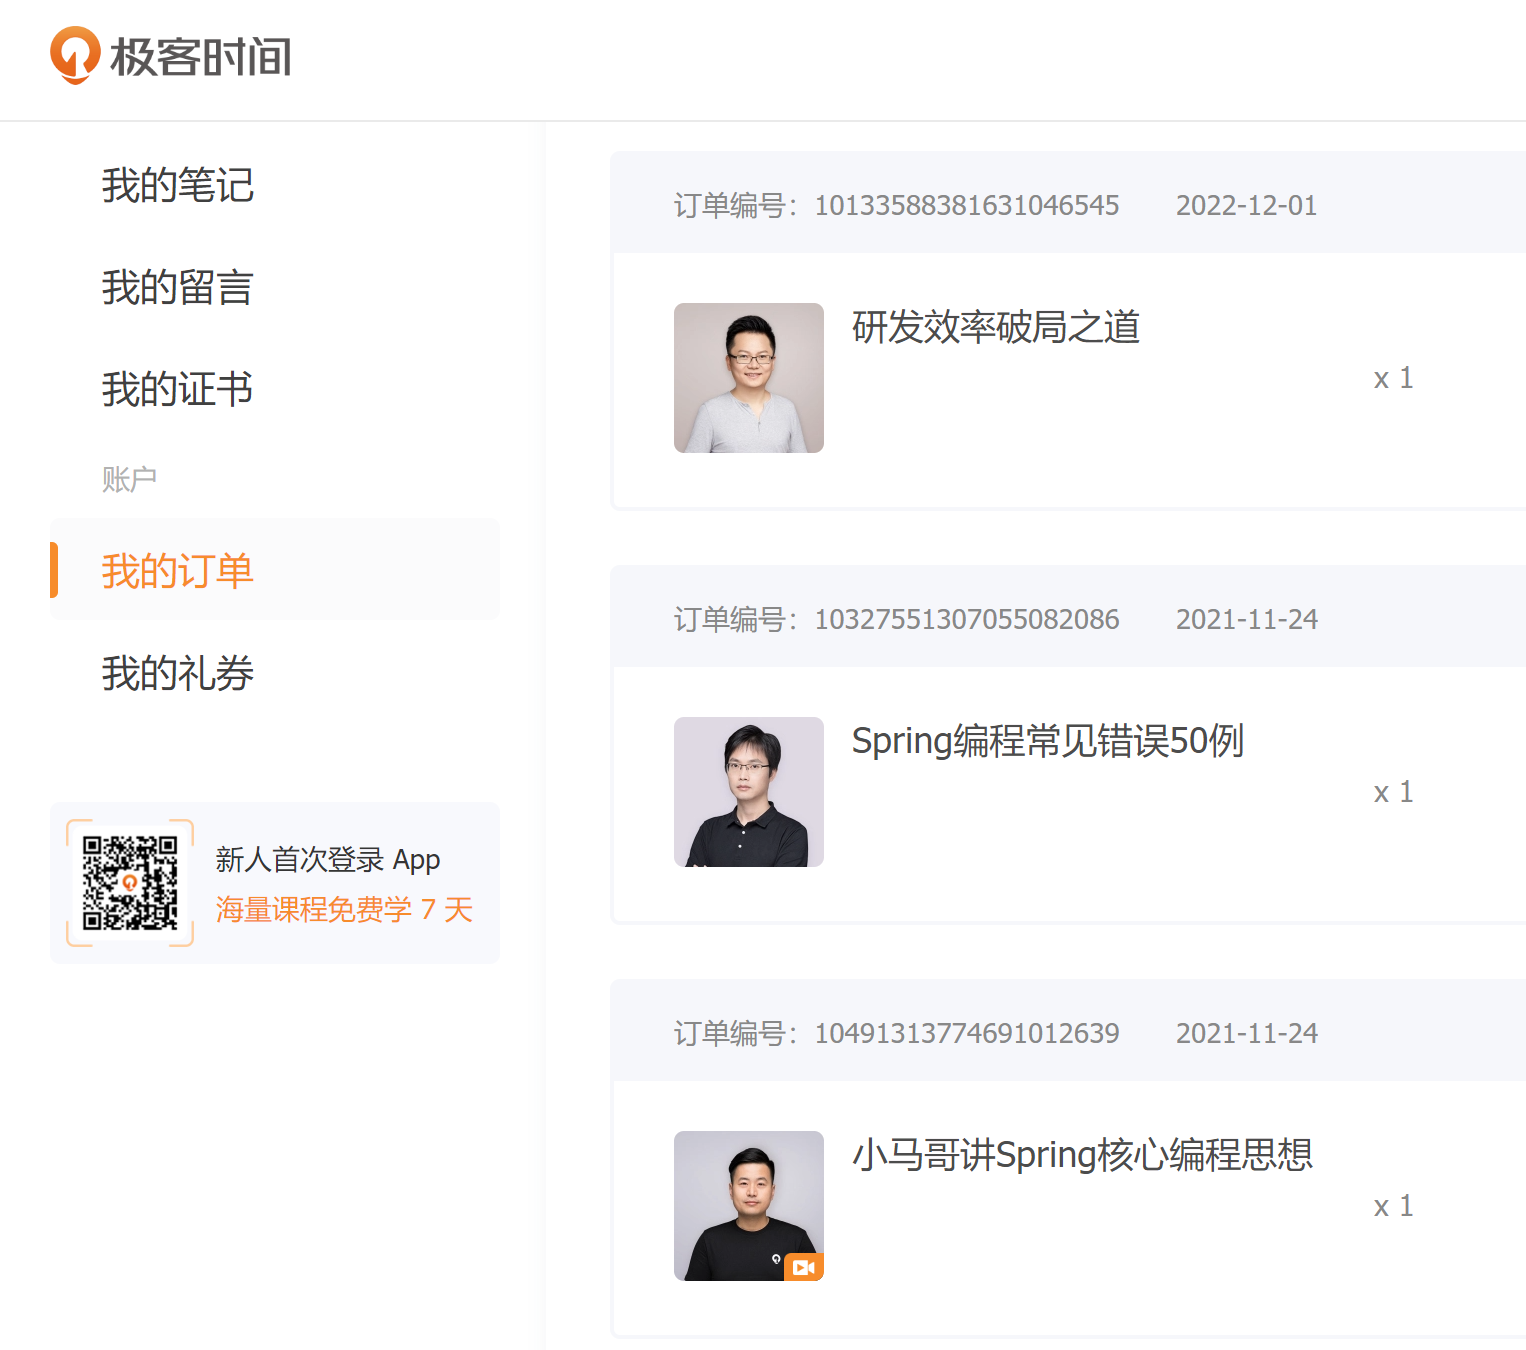 极客时间
我的笔记
我的留言
我的证书
账户
我的订单
我的礼券
新人首次登录 App
海量课程免费学 7 天
订单编号：10133588381631046545 2022-12-01
研发效率破局之道
x 1
订单编号：10327551307055082086 2021-11-24
Spring编程常见错误50例
x 1
订单编号：10491313774691012639 2021-11-24
小马哥讲Spring核心编程思想
x 1